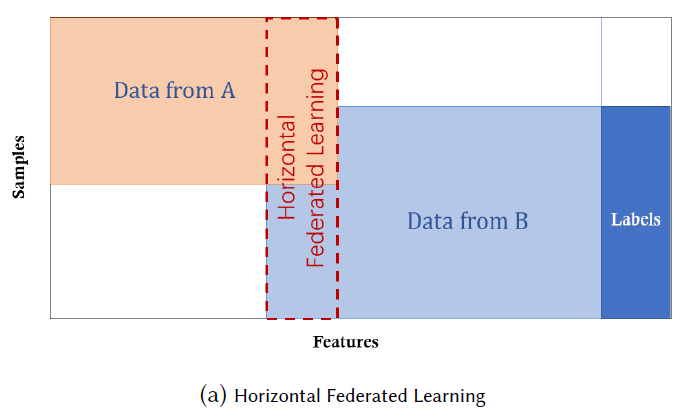 Data from A
Horizontal
Federated Learning
Samples
Data from B
Labels
Features
(a) Horizontal Federated Learning